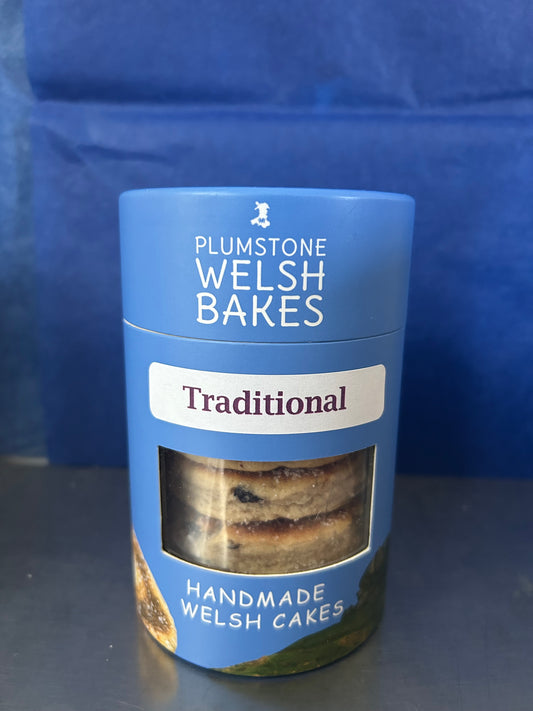 PLUMSTONE
WELSH
BAKES
Traditional
HANDMADE
WELSH CAKES